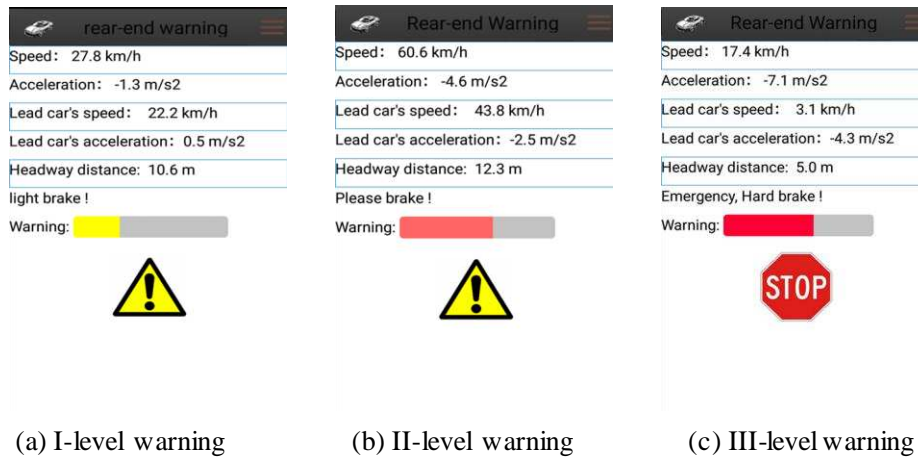 rear-end warning
Speed: 27.8 km/h
Acceleration: -1.3 m/s2
Lead car's speed: 22.2 km/h
Lead car's acceleration: 0.5 m/s2
Headway distance: 10.6 m
light brake !
Warning:
(a) I-level warning
Rear-end Warning
Speed: 60.6 km/h
Acceleration: -4.6 m/s2
Lead car's speed: 43.8 km/h
Lead car's acceleration: -2.5 m/s2
Headway distance: 12.3 m
Please brake !
Warning:
(b) II-level warning
Rear-end Warning
Speed: 17.4 km/h
Acceleration: -7.1 m/s2
Lead car's speed: 3.1 km/h
Lead car's acceleration: -4.3 m/s2
Headway distance: 5.0 m
Emergency, Hard brake !
Warning:
STOP
(c) III-level warning